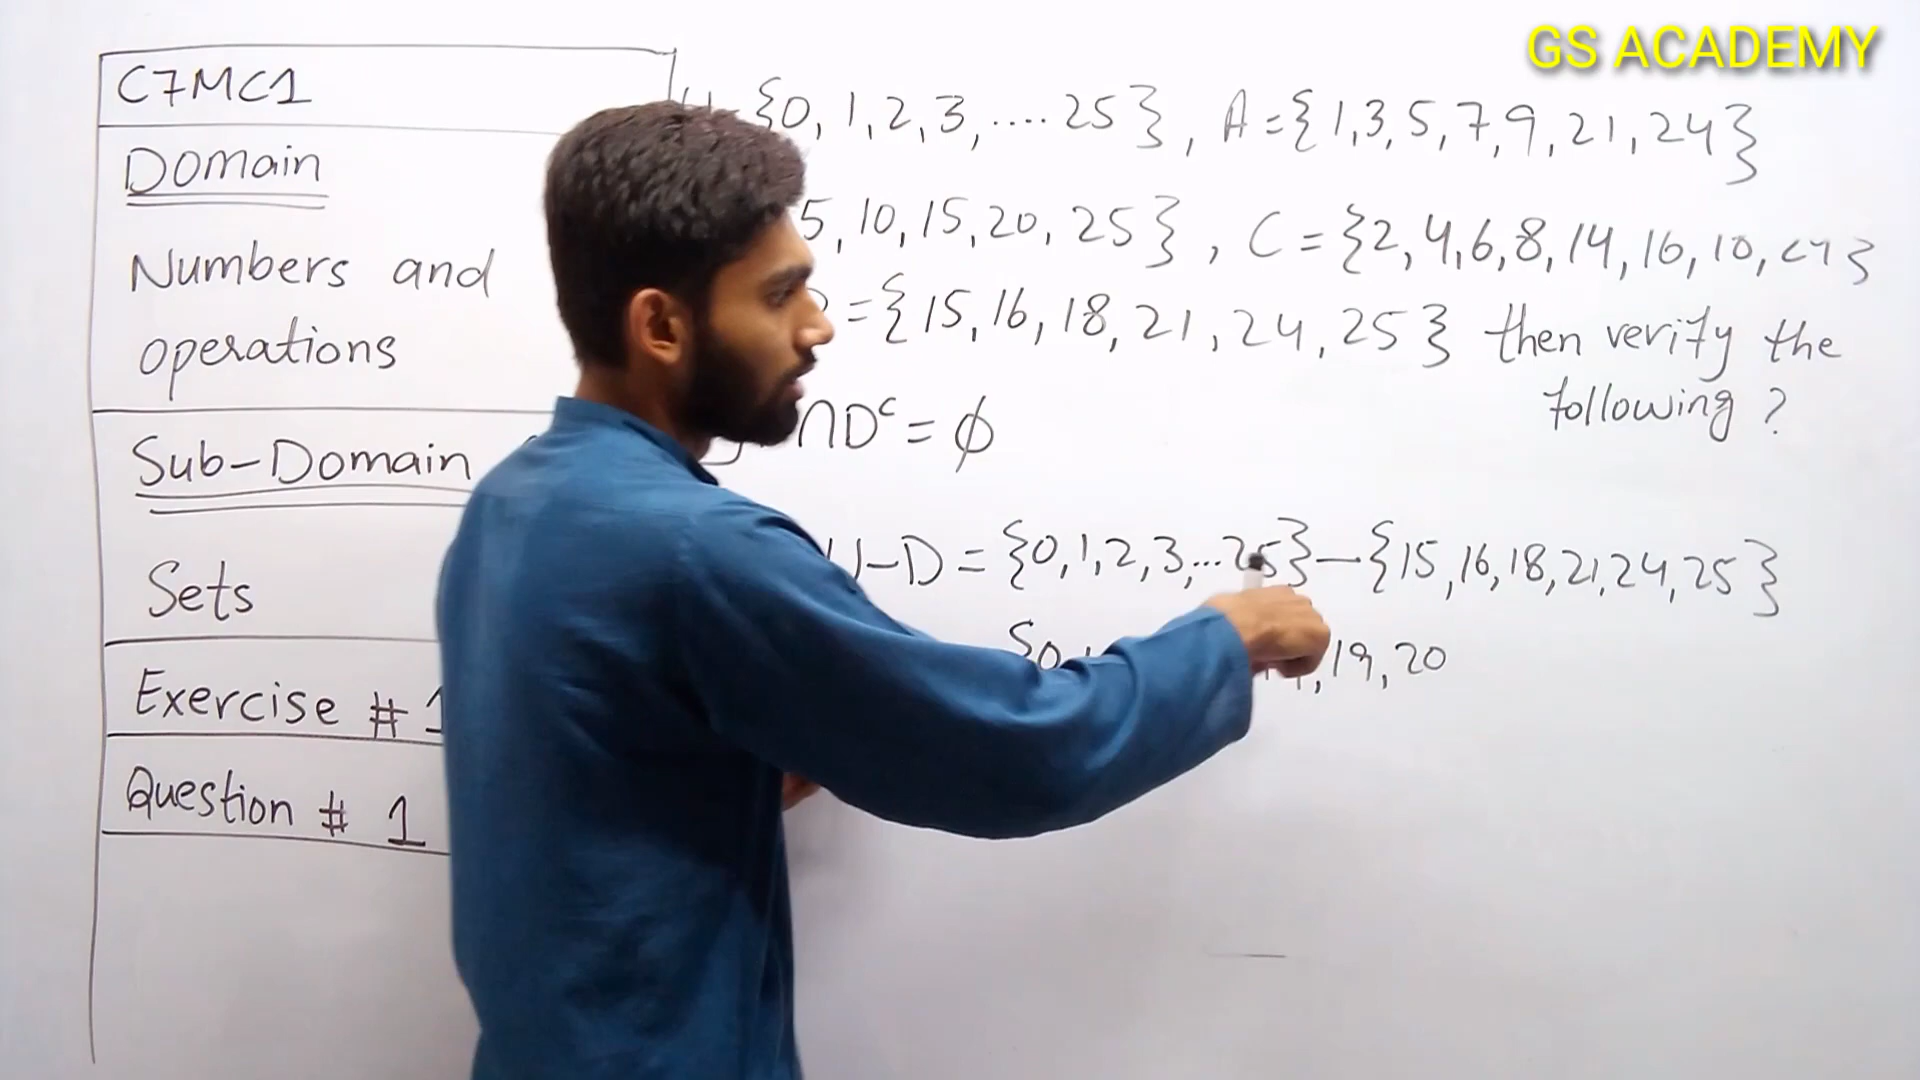 GS ACADEMY
C7MC1
Domain
Numbers and
operations
Sub-Domain
Sets
Exercise # 1
Question # 1
{0, 1, 2, 3, .... 25}, A = {1, 3, 5, 7, 9, 21, 24}
5, 10, 15, 20, 25}, C = {2, 4, 6, 8, 14, 16,
= {15, 16, 18, 21, 24, 25} then verify the
following ?
∩ Dᶜ = φ
U-D = {0, 1, 2, 3, ... 25} - {15, 16, 18, 21, 24, 25}
{0, 19, 20